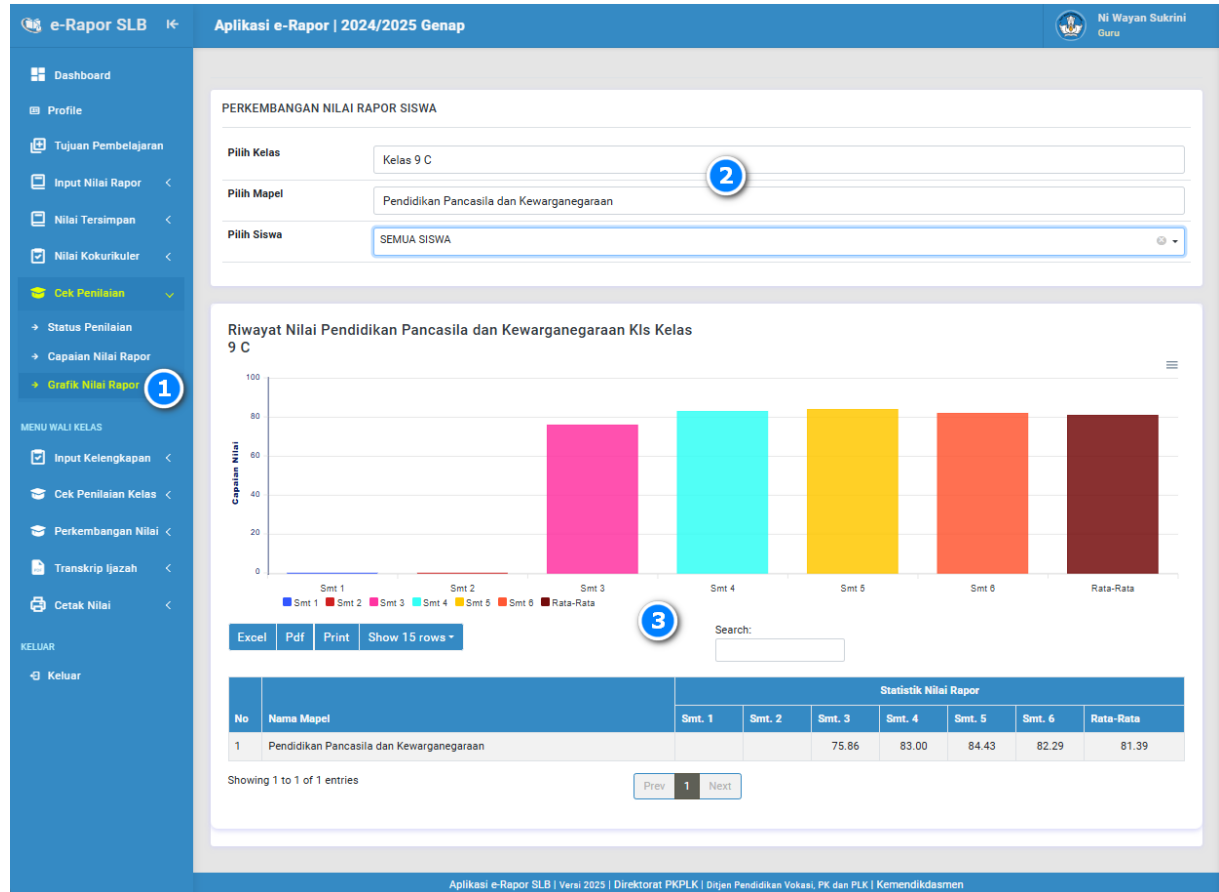 e-Rapor SLB
Aplikasi e-Rapor | 2024/2025 Genap
Ni Wayan Sukrini
Guru
Dashboard
Profile
Tujuan Pembelajaran
Input Nilai Rapor
Nilai Tersimpan
Nilai Kokurikuler
Cek Penilaian
Status Penilaian
Capaian Nilai Rapor
Grafik Nilai Rapor
1
MENU WALI KELAS
Input Kelengkapan
Cek Penilaian Kelas
Perkembangan Nilai
Transkrip Ijazah
Cetak Nilai
KELUAR
Keluar
PERKEMBANGAN NILAI RAPOR SISWA
Pilih Kelas
Kelas 9 C
2
Pilih Mapel
Pendidikan Pancasila dan Kewarganegaraan
Pilih Siswa
SEMUA SISWA
Riwayat Nilai Pendidikan Pancasila dan Kewarganegaraan Kls Kelas
9 C
Capaian Nilai
100
80
60
40
20
0
Smt 1 Smt 2 Smt 3 Smt 4 Smt 5 Smt 6 Rata-Rata
Smt 1 Smt 2 Smt 3 Smt 4 Smt 5 Smt 6 Rata-Rata
3
Excel Pdf Print Show 15 rows
Search:
Statistik Nilai Rapor
No Nama Mapel Smt. 1 Smt. 2 Smt. 3 Smt. 4 Smt. 5 Smt. 6 Rata-Rata
1 Pendidikan Pancasila dan Kewarganegaraan 75.86 83.00 84.43 82.29 81.39
Showing 1 to 1 of 1 entries
Prev 1 Next
Aplikasi e-Rapor SLB | Versi 2025 | Direktorat PKPLK | Ditjen Pendidikan Vokasi, PK dan PLK | Kemendikdasmen